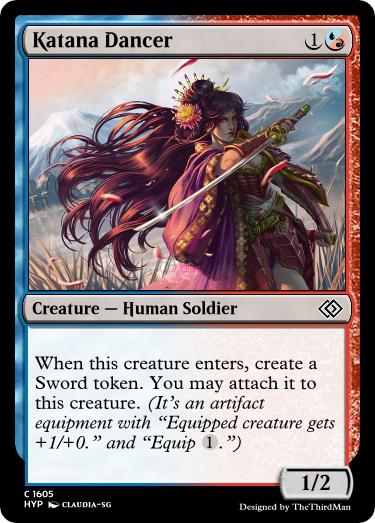 Katana Dancer 1
Creature — Human Soldier
When this creature enters, create a
Sword token. You may attach it to
this creature. (It's an artifact
equipment with “Equipped creature gets
+1/+0.” and “Equip 1.”)
1/2
C 1605
HYP CLAUDIA-SG
Designed by TheThirdMan